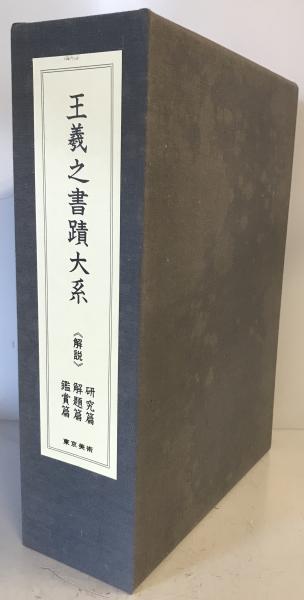 王羲之書蹟大系
《解説》
研究篇
解題篇
鑑賞篇
東京美術